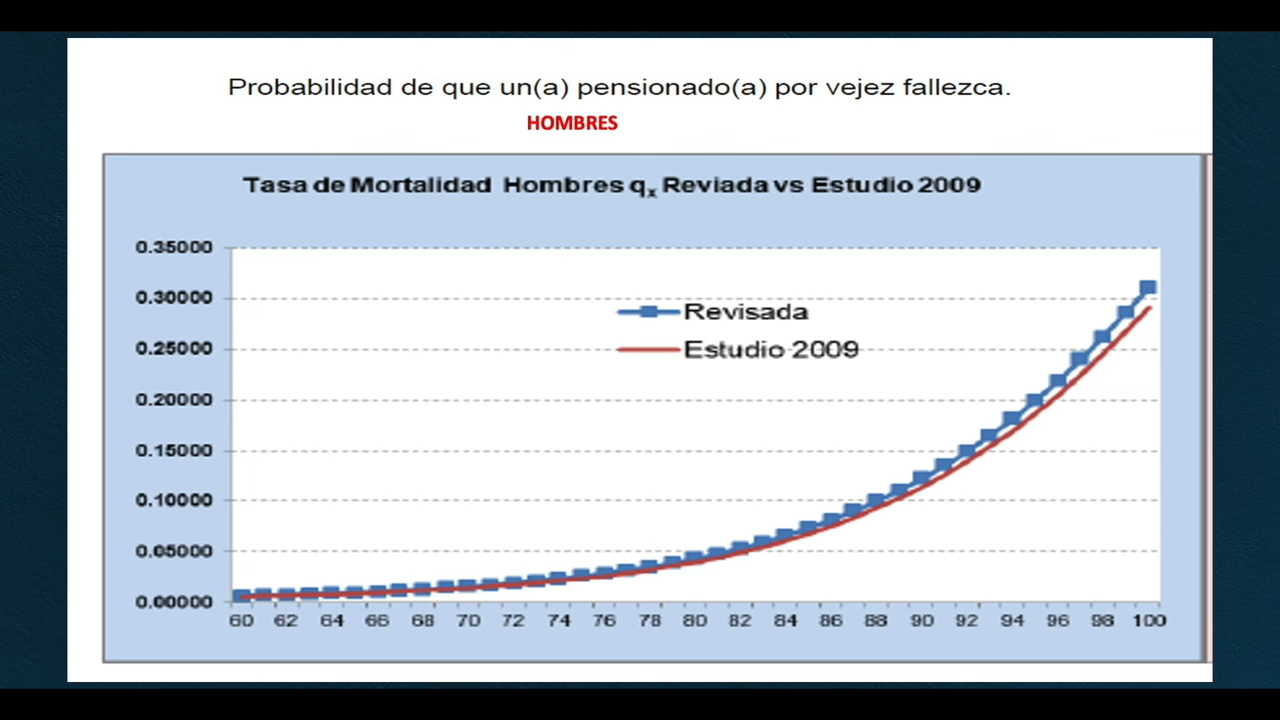 Probabilidad de que un(a) pensionado(a) por vejez fallezca.
HOMBRES
Tasa de Mortalidad Hombres qx Reviada vs Estudio 2009
0.35000
0.30000
0.25000
0.20000
0.15000
0.10000
0.05000
0.00000
Revisada
Estudio 2009
60 62 64 66 68 70 72 74 76 78 80 82 84 86 88 90 92 94 96 98 100